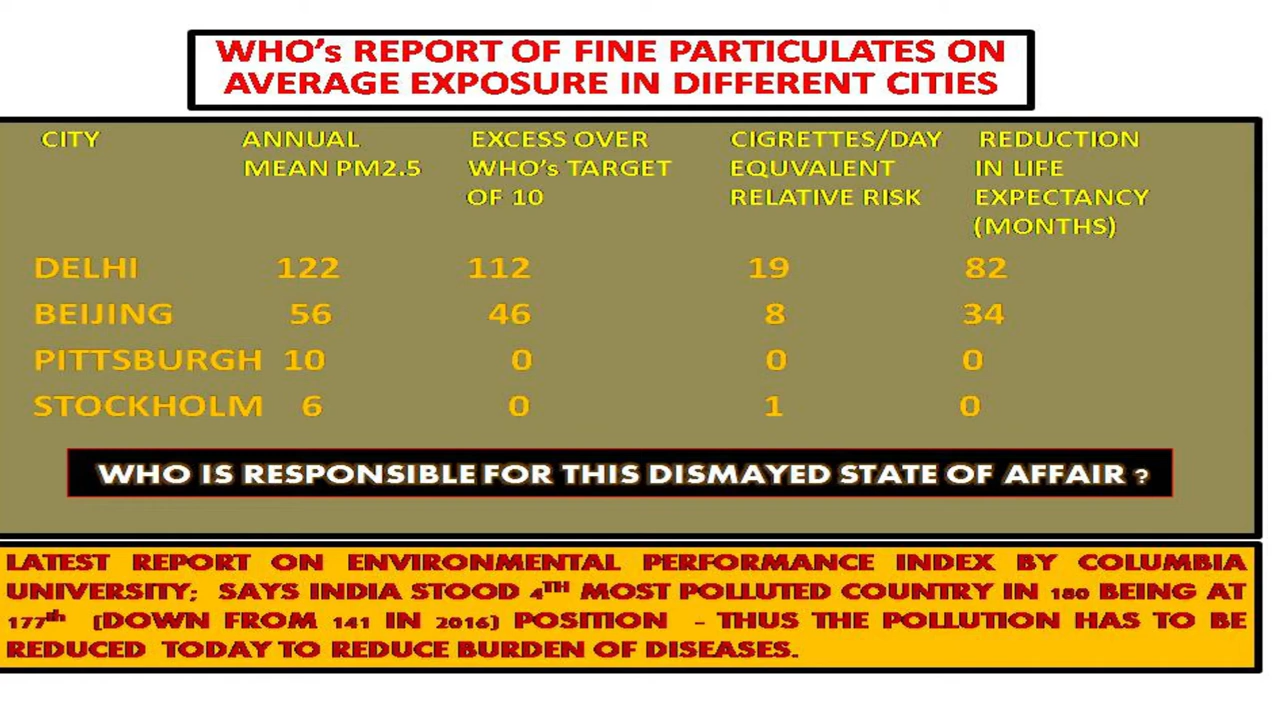 WHO's REPORT OF FINE PARTICULATES ON
AVERAGE EXPOSURE IN DIFFERENT CITIES
CITY ANNUAL EXCESS OVER CIGRETTES/DAY REDUCTION
MEAN PM2.5 WHO's TARGET EQUVALENT IN LIFE
OF 10 RELATIVE RISK EXPECTANCY
(MONTHS)
DELHI 122 112 19 82
BEIJING 56 46 8 34
PITTSBURGH 10 0 0 0
STOCKHOLM 6 0 1 0
WHO IS RESPONSIBLE FOR THIS DISMAYED STATE OF AFFAIR ?
LATEST REPORT ON ENVIRONMENTAL PERFORMANCE INDEX BY COLUMBIA
UNIVERSITY; SAYS INDIA STOOD 4TH MOST POLLUTED COUNTRY IN 180 BEING AT
177th (DOWN FROM 141 IN 2016) POSITION - THUS THE POLLUTION HAS TO BE
REDUCED TODAY TO REDUCE BURDEN OF DISEASES.